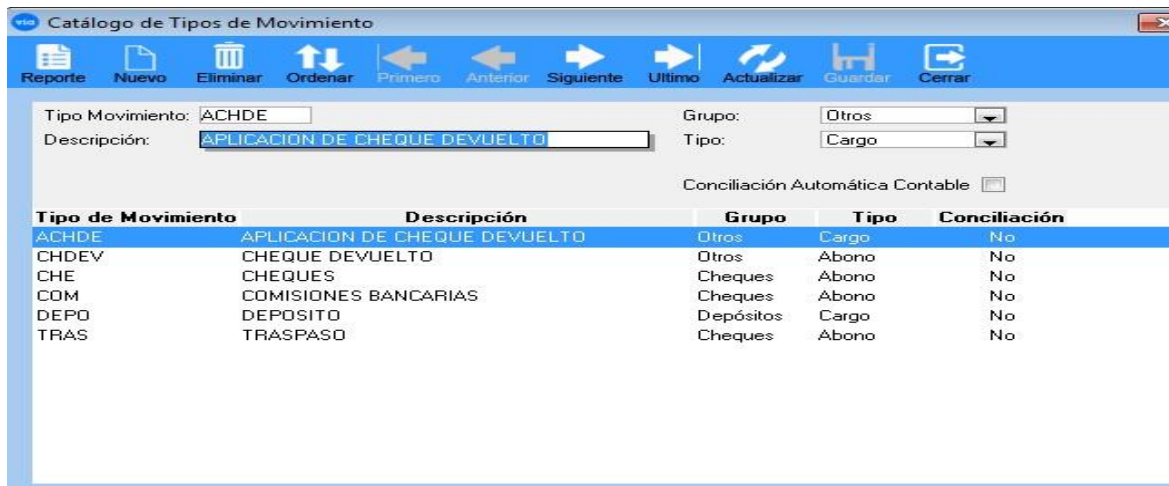 via Catálogo de Tipos de Movimiento
Reporte Nuevo Eliminar Ordenar Primero Anterior Siguiente Ultimo Actualizar Guardar Cerrar
Tipo Movimiento: ACHDE Grupo: Otros
Descripción: APLICACION DE CHEQUE DEVUELTO Tipo: Cargo
Conciliación Automática Contable
Tipo de Movimiento Descripción Grupo Tipo Conciliación
ACHDE APLICACION DE CHEQUE DEVUELTO Otros Cargo No
CHDEV CHEQUE DEVUELTO Otros Abono No
CHE CHEQUES Cheques Abono No
COM COMISIONES BANCARIAS Cheques Abono No
DEPO DEPOSITO Depósitos Cargo No
TRAS TRASPASO Cheques Abono No